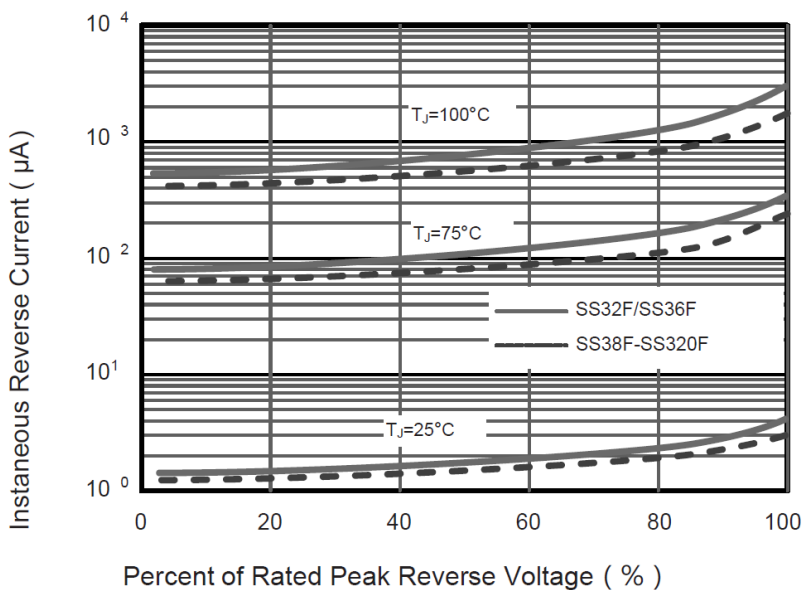 Instaneous Reverse Current ( μA)
10 4
10 3
10 2
10 1
10 0
TJ=100°C
TJ=75°C
SS32F/SS36F
SS38F-SS320F
TJ=25°C
0 20 40 60 80 100
Percent of Rated Peak Reverse Voltage ( % )